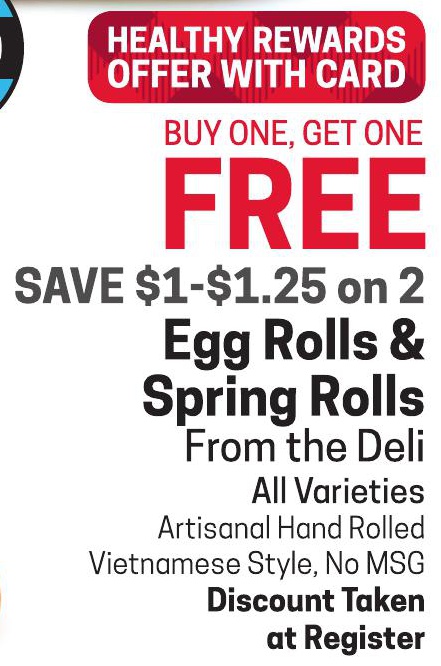 HEALTHY REWARDS
OFFER WITH CARD
BUY ONE, GET ONE
FREE
SAVE $1-$1.25 on 2
Egg Rolls &
Spring Rolls
From the Deli
All Varieties
Artisanal Hand Rolled
Vietnamese Style, No MSG
Discount Taken
at Register